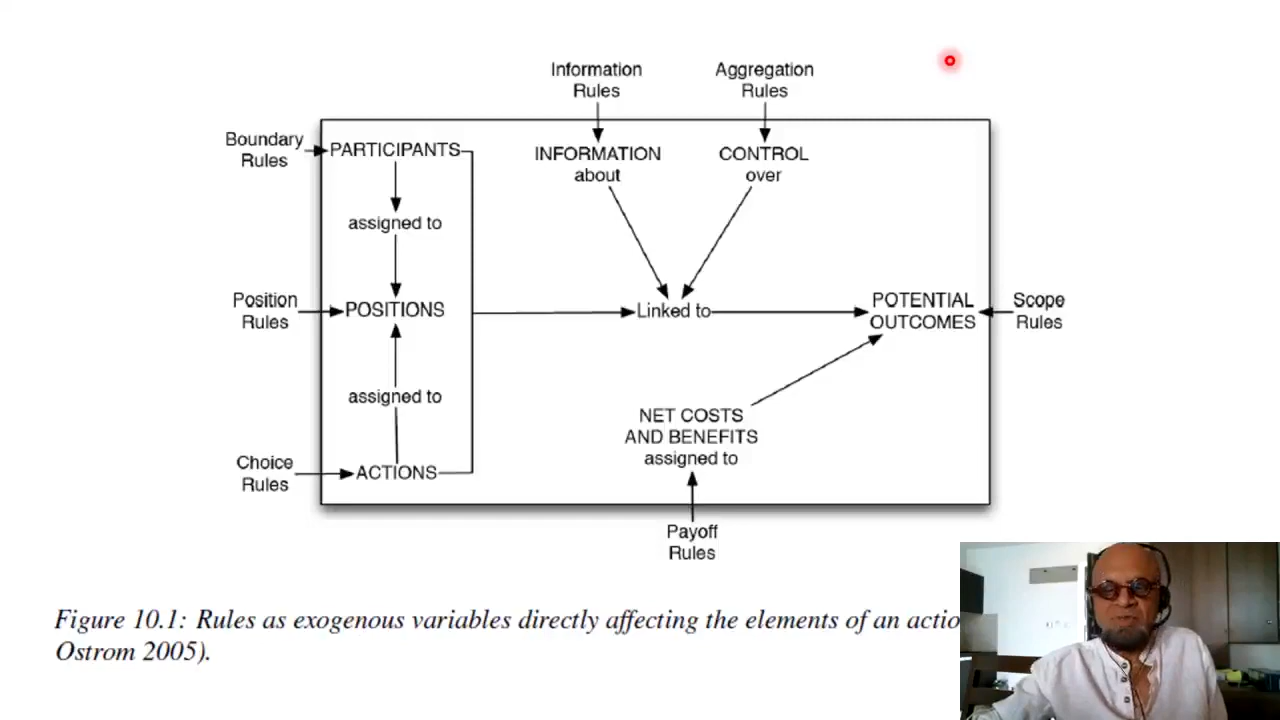 Information
Rules
Aggregation
Rules
Boundary
Rules
PARTICIPANTS
INFORMATION
about
CONTROL
over
assigned to
Position
Rules
POSITIONS
Linked to
POTENTIAL
OUTCOMES
Scope
Rules
assigned to
NET COSTS
AND BENEFITS
assigned to
Choice
Rules
ACTIONS
Payoff
Rules
Figure 10.1: Rules as exogenous variables directly affecting the elements of an actio
Ostrom 2005).